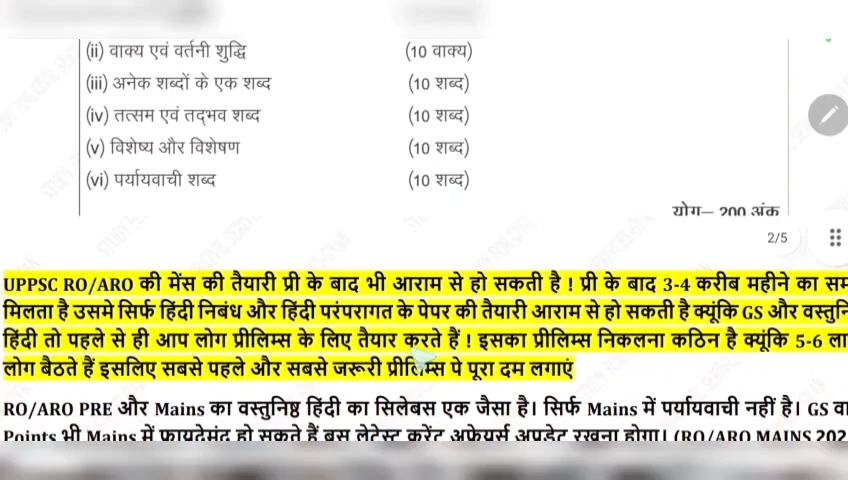 (ii) वाक्य एवं वर्तनी शुद्धि (10 वाक्य)
(iii) अनेक शब्दों के एक शब्द (10 शब्द)
(iv) तत्सम एवं तद्भव शब्द (10 शब्द)
(v) विशेष्य और विशेषण (10 शब्द)
(vi) पर्यायवाची शब्द (10 शब्द)
योग— 200 अंक
2/5
UPPSC RO/ARO की मेंस की तैयारी प्री के बाद भी आराम से हो सकती है ! प्री के बाद 3-4 करीब महीने का सम
मिलता है उसमे सिर्फ हिंदी निबंध और हिंदी परंपरागत के पेपर की तैयारी आराम से हो सकती है क्यूंकि GS और वस्तुनि
हिंदी तो पहले से ही आप लोग प्रीलिम्स के लिए तैयार करते हैं ! इसका प्रीलिम्स निकलना कठिन है क्यूंकि 5-6 ला
लोग बैठते हैं इसलिए सबसे पहले और सबसे जरूरी प्रीलिम्स पे पूरा दम लगाएं
RO/ARO PRE और Mains का वस्तुनिष्ठ हिंदी का सिलेबस एक जैसा है। सिर्फ Mains में पर्यायवाची नहीं है। GS वा
Points भी Mains में फ़ायदेमंद हो सकते हैं बस लेटेस्ट करेंट अफेयर्स अपडेट रखना होगा। (RO/ARO MAINS 202